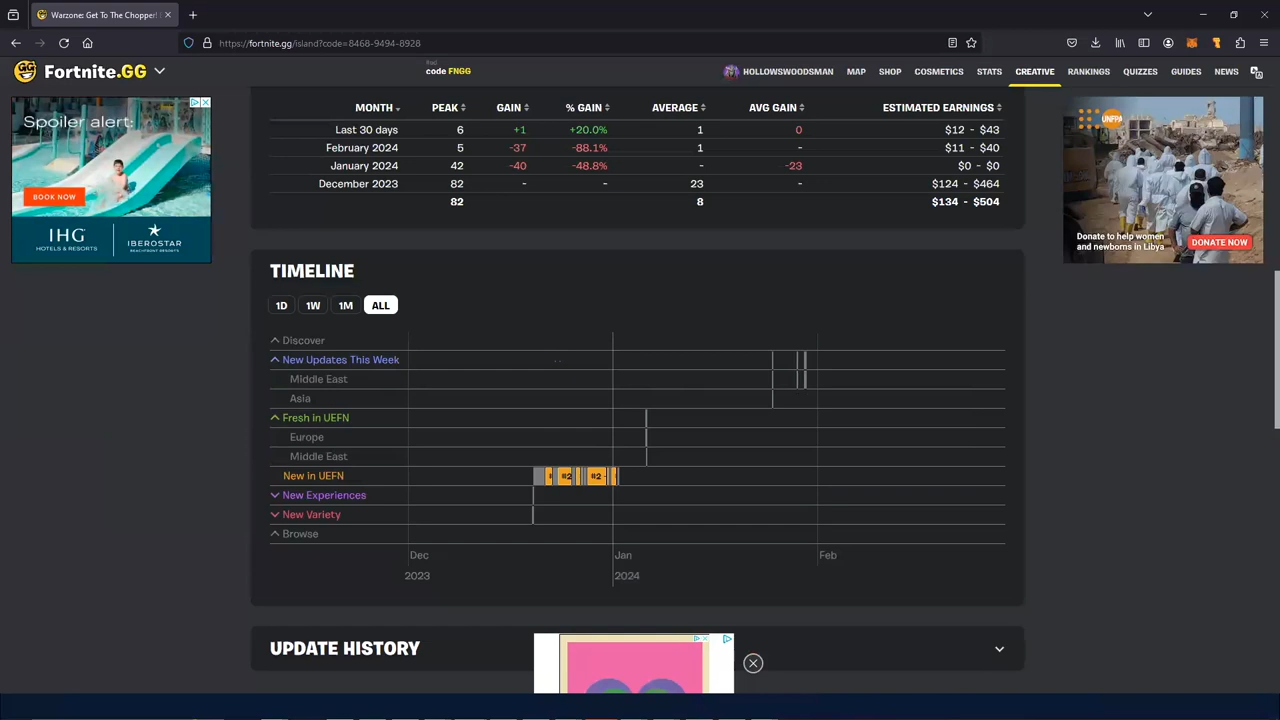 Warzone: Get To The Chopper!
https://fortnite.gg/island?code=8468-9494-8928
Fortnite.GG
code FNGG
HOLLOWSWOODSMAN MAP SHOP COSMETICS STATS CREATIVE RANKINGS QUIZZES GUIDES NEWS
Spoiler alert:
BOOK NOW
IHG
HOTELS & RESORTS
IBEROSTAR
BEACHFRONT RESORTS
MONTH PEAK GAIN % GAIN AVERAGE AVG GAIN ESTIMATED EARNINGS
Last 30 days 6 +1 +20.0% 1 0 $12 - $43
February 2024 5 -37 -88.1% 1 - $11 - $40
January 2024 42 -40 -48.8% - -23 $0 - $0
December 2023 82 - - 23 $124 - $464
82 8 $134 - $504
UNFPA
Donate to help women
and newborns in Libya
DONATE NOW
TIMELINE
1D 1W 1M ALL
Discover
New Updates This Week
Middle East
Asia
Fresh in UEFN
Europe
Middle East
New in UEFN
#2 #2
New Experiences
New Variety
Browse
Dec Jan Feb
2023 2024
UPDATE HISTORY